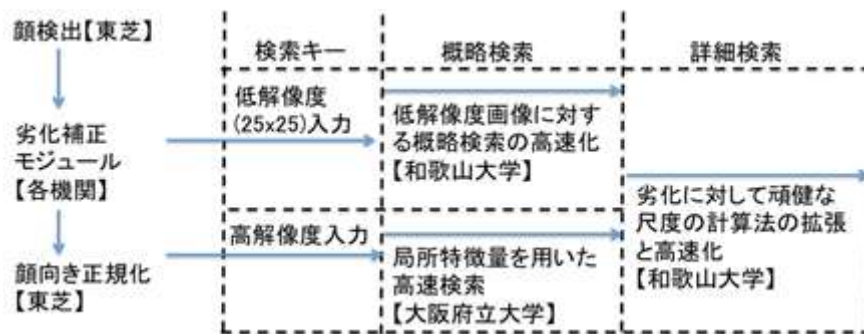 顔検出【東芝】
劣化補正
モジュール
【各機関】
顔向き正規化
【東芝】
検索キー
概略検索
詳細検索
低解像度
(25x25)入力
低解像度画像に対す
る概略検索の高速化
【和歌山大学】
高解像度入力
局所特徴量を用いた
高速検索
【大阪府立大学】
劣化に対して頑健な
尺度の計算法の拡張
と高速化
【和歌山大学】